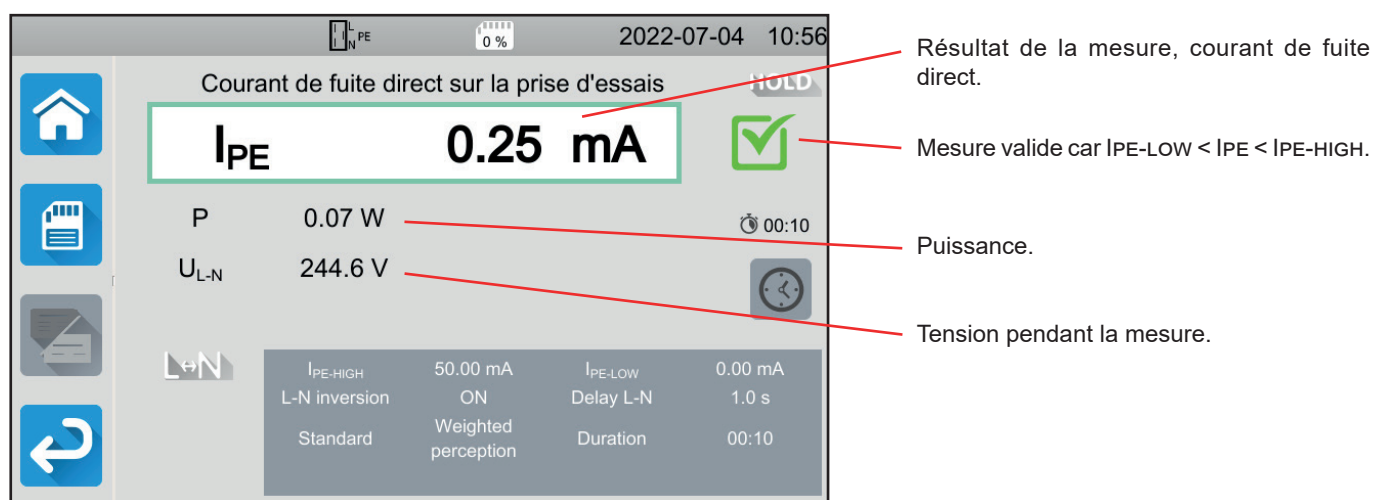 L
N PE
0 %
2022-07-04 10:56
Courant de fuite direct sur la prise d'essais
HOLD
IPE 0.25 mA
P 0.07 W
00:10
UL-N 244.6 V
L↔N
IPE-HIGH 50.00 mA IPE-LOW 0.00 mA
L-N inversion ON Delay L-N 1.0 s
Standard Weighted perception Duration 00:10
Résultat de la mesure, courant de fuite
direct.
Mesure valide car IPE-LOW < IPE < IPE-HIGH.
Puissance.
Tension pendant la mesure.